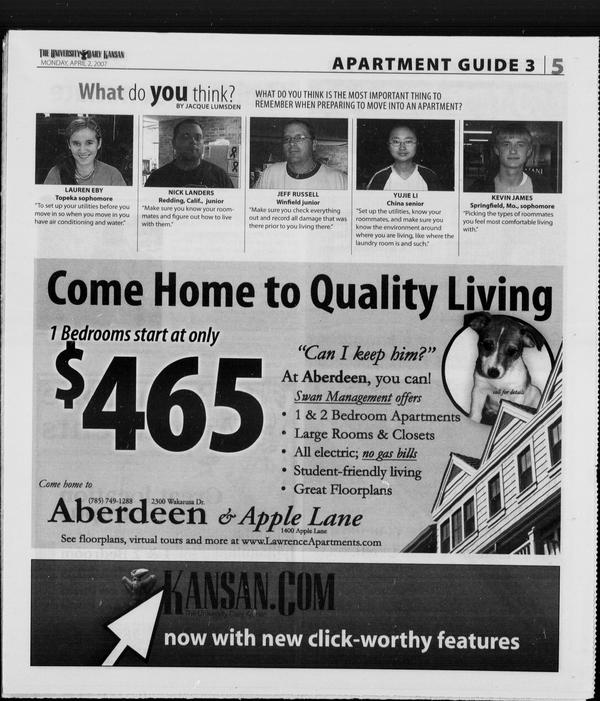 THE UNIVERSITY DAILY KANSAN
MONDAY, APRIL 2, 2007
APARTMENT GUIDE 3 | 5
What do you think?
BY JACQUE LUMSDEN
WHAT DO YOU THINK IS THE MOST IMPORTANT THING TO
REMEMBER WHEN PREPARING TO MOVE INTO AN APARTMENT?
LAUREN EBY
Topeka sophomore
"To set up your utilities before you
move in so when you move in you
have air conditioning and water."
NICK LANDERS
Redding, Calif., junior
"Make sure you know your room-
mates and figure out how to live
with them."
JEFF RUSSELL
Winfield junior
"Make sure you check everything
out and record all damage that was
there prior to you living there."
YUJIE LI
China senior
"Set up the utilities, know your
roommates, and make sure you
know the environment around
where you are living, like where the
laundry room is and such."
KEVIN JAMES
Springfield, Mo., sophomore
"Picking the types of roommates
you feel most comfortable living
with."
Come Home to Quality Living
1 Bedrooms start at only
$465
"Can I keep him?"
At Aberdeen, you can!
call for details
Swan Management offers
• 1 & 2 Bedroom Apartments
• Large Rooms & Closets
• All electric; no gas bills
• Student-friendly living
• Great Floorplans
Come home to
(785) 749-1288 2300 Wakarusa Dr.
Aberdeen & Apple Lane
1400 Apple Lane
See floorplans, virtual tours and more at www.LawrenceApartments.com
KANSAN.COM
The University Daily Kansan
now with new click-worthy features